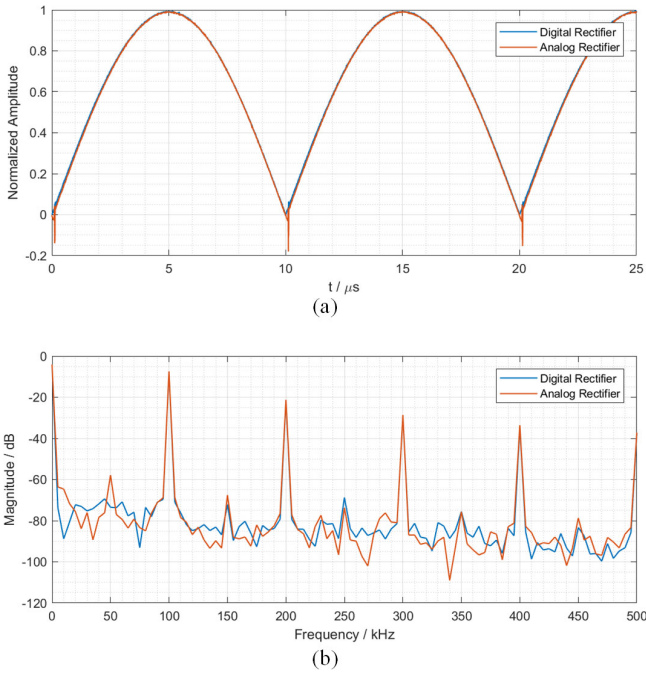 1
0.8
0.6
0.4
0.2
0
-0.2
Normalized Amplitude
Digital Rectifier
Analog Rectifier
0 5 10 15 20 25
t / μs
(a)
0
-20
-40
-60
-80
-100
-120
Magnitude / dB
Digital Rectifier
Analog Rectifier
0 50 100 150 200 250 300 350 400 450 500
Frequency / kHz
(b)